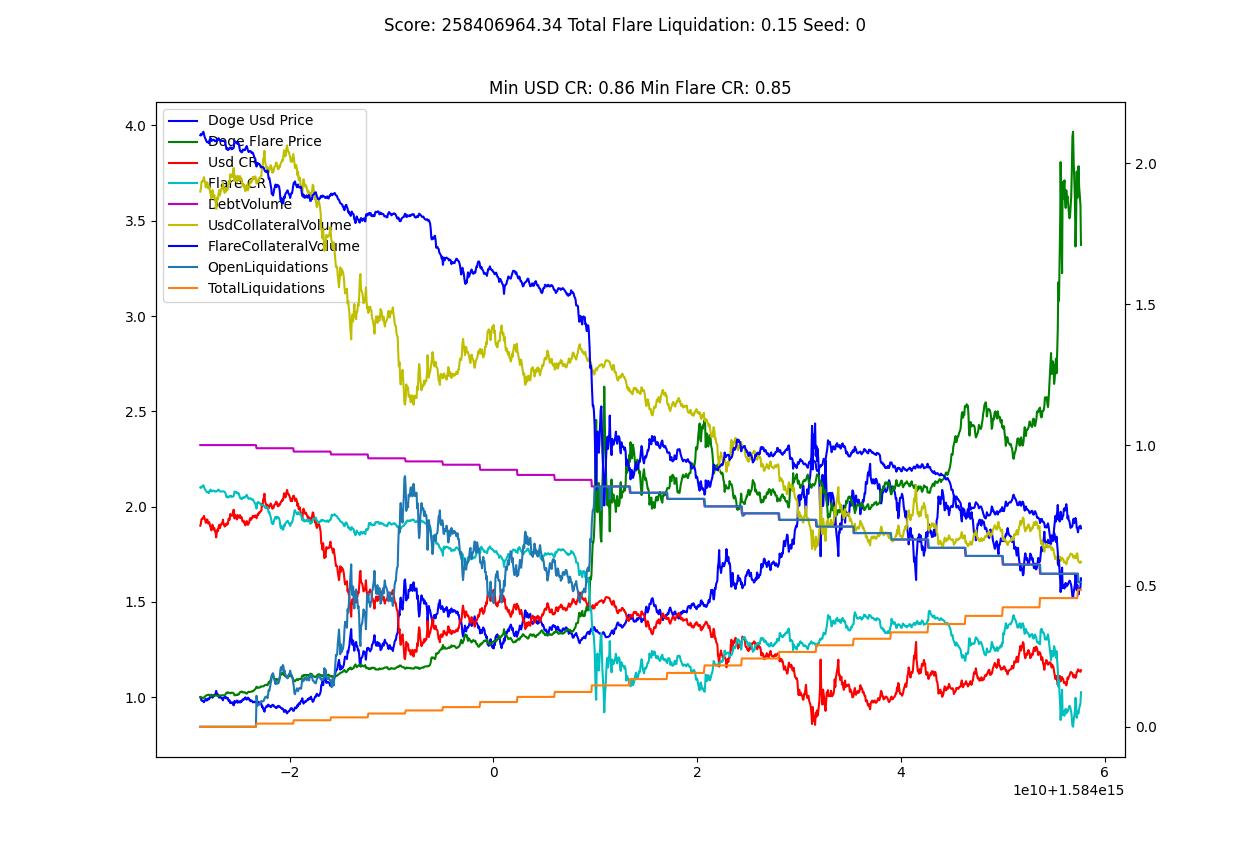 Score: 258406964.34 Total Flare Liquidation: 0.15 Seed: 0
Min USD CR: 0.86 Min Flare CR: 0.85
Doge Usd Price
Doge Flare Price
Usd CR
Flare CR
DebtVolume
UsdCollateralVolume
FlareCollateralVolume
OpenLiquidations
TotalLiquidations
4.0
3.5
3.0
2.5
2.0
1.5
1.0
2.0
1.5
1.0
0.5
0.0
−2
0
2
4
6
1e10+1.584e15